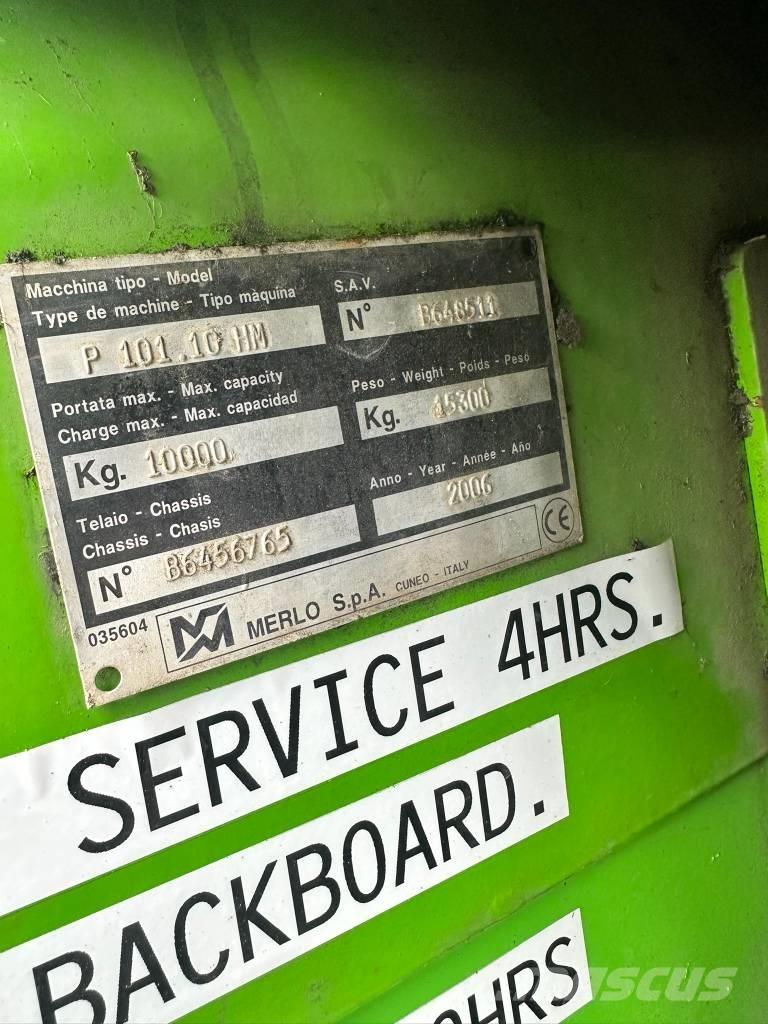 Macchina tipo - Model
Type de machine - Tipo màquina
P 101.10 HM
S.A.V.
N° B648511
Portata max. - Max. capacity
Charge max. - Max. capacidad
Kg. 10000
Peso - Weight - Poids - Peso
Kg. 15300
Telaio - Chassis
Chassis - Chasis
N° B6456765
Anno - Year - Année - Año
2006
035604
MERLO S.p.A. CUNEO - ITALY
CE
SERVICE 4HRS.
BACKBOARD.
HRS